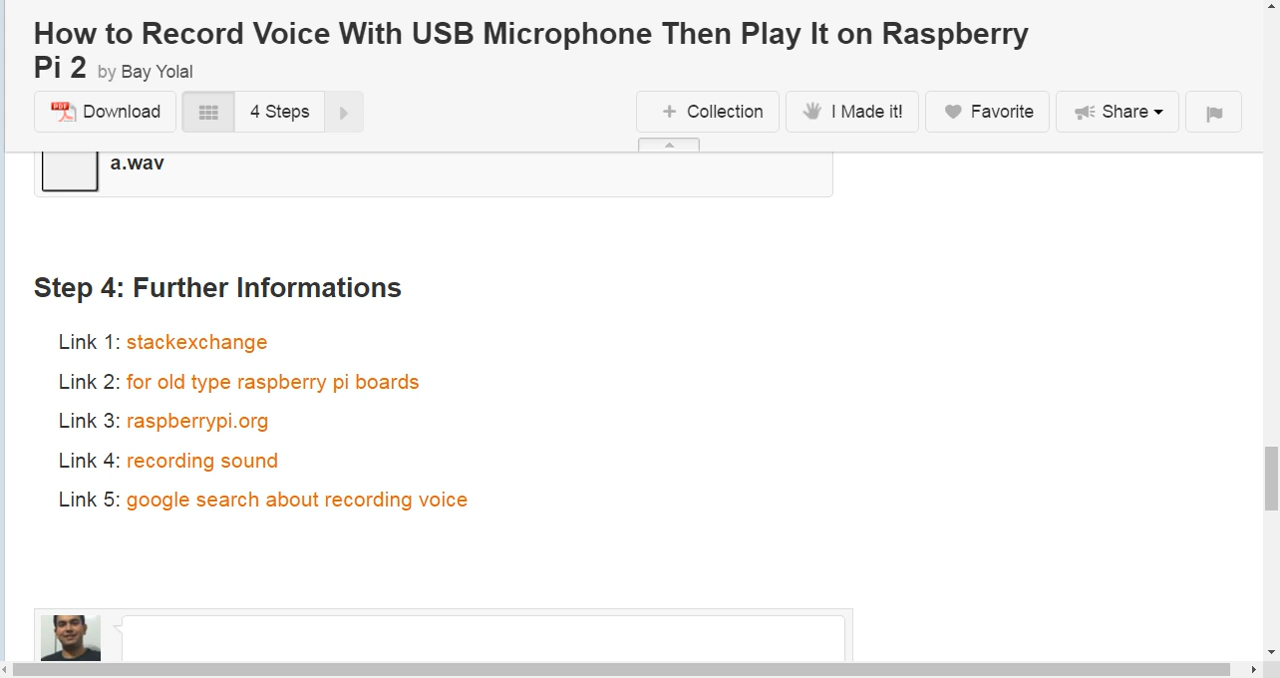 How to Record Voice With USB Microphone Then Play It on Raspberry
Pi 2 by Bay Yolal
PDF Download 4 Steps + Collection I Made it! Favorite Share
a.wav
Step 4: Further Informations
Link 1: stackexchange
Link 2: for old type raspberry pi boards
Link 3: raspberrypi.org
Link 4: recording sound
Link 5: google search about recording voice